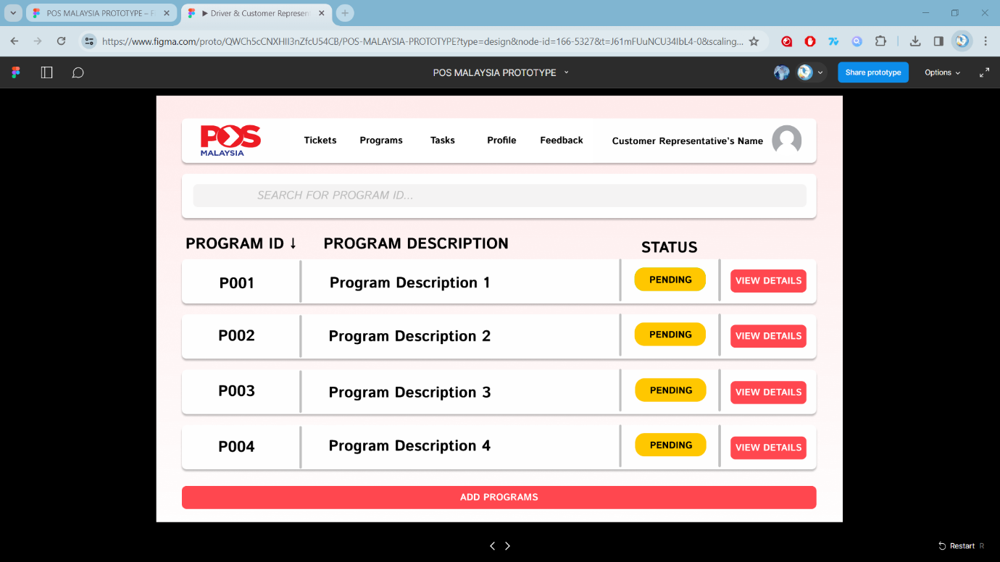 POS MALAYSIA PROTOTYPE – F
▶ Driver & Customer Represen
https://www.figma.com/proto/QWCh5cCNXHII3nZfcU54CB/POS-MALAYSIA-PROTOTYPE?type=design&node-id=166-5327&t=J61mFUuNCU34IbL4-0&scaling...
POS MALAYSIA PROTOTYPE
Share prototype
Options
POS
MALAYSIA
Tickets Programs Tasks Profile Feedback Customer Representative's Name
SEARCH FOR PROGRAM ID...
PROGRAM ID ↓ PROGRAM DESCRIPTION STATUS
P001 Program Description 1 PENDING VIEW DETAILS
P002 Program Description 2 PENDING VIEW DETAILS
P003 Program Description 3 PENDING VIEW DETAILS
P004 Program Description 4 PENDING VIEW DETAILS
ADD PROGRAMS
Restart R